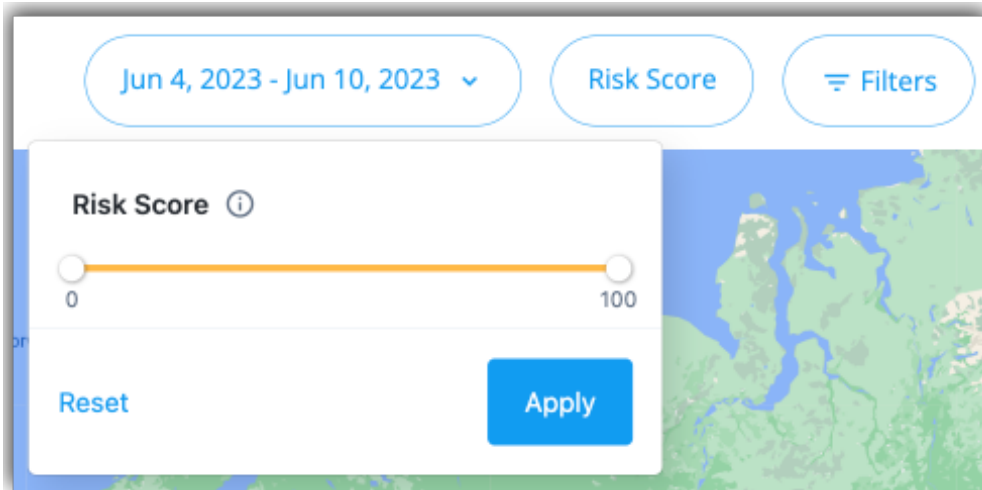 Jun 4, 2023 - Jun 10, 2023
Risk Score
Filters
Risk Score
0
100
Reset
Apply